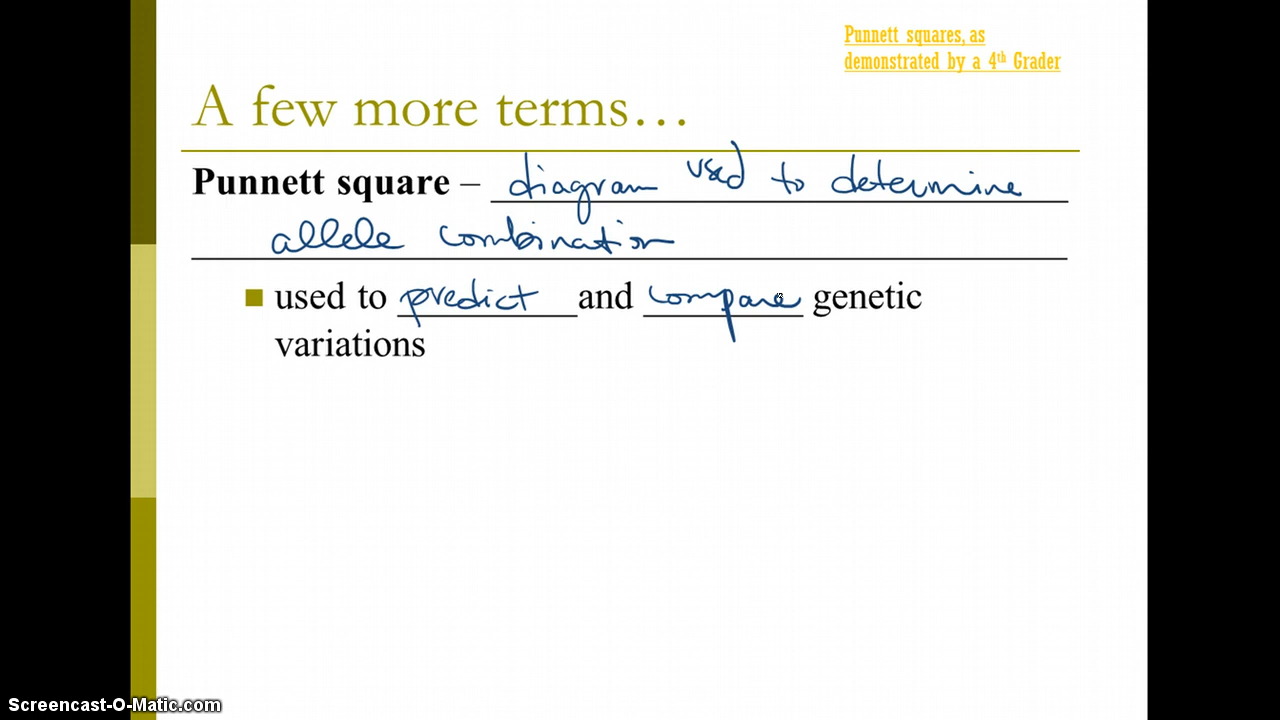 Punnett squares, as
demonstrated by a 4th Grader
A few more terms…
Punnett square – diagram used to determine
allele combination
used to predict and compare genetic
variations
Screencast-O-Matic.com